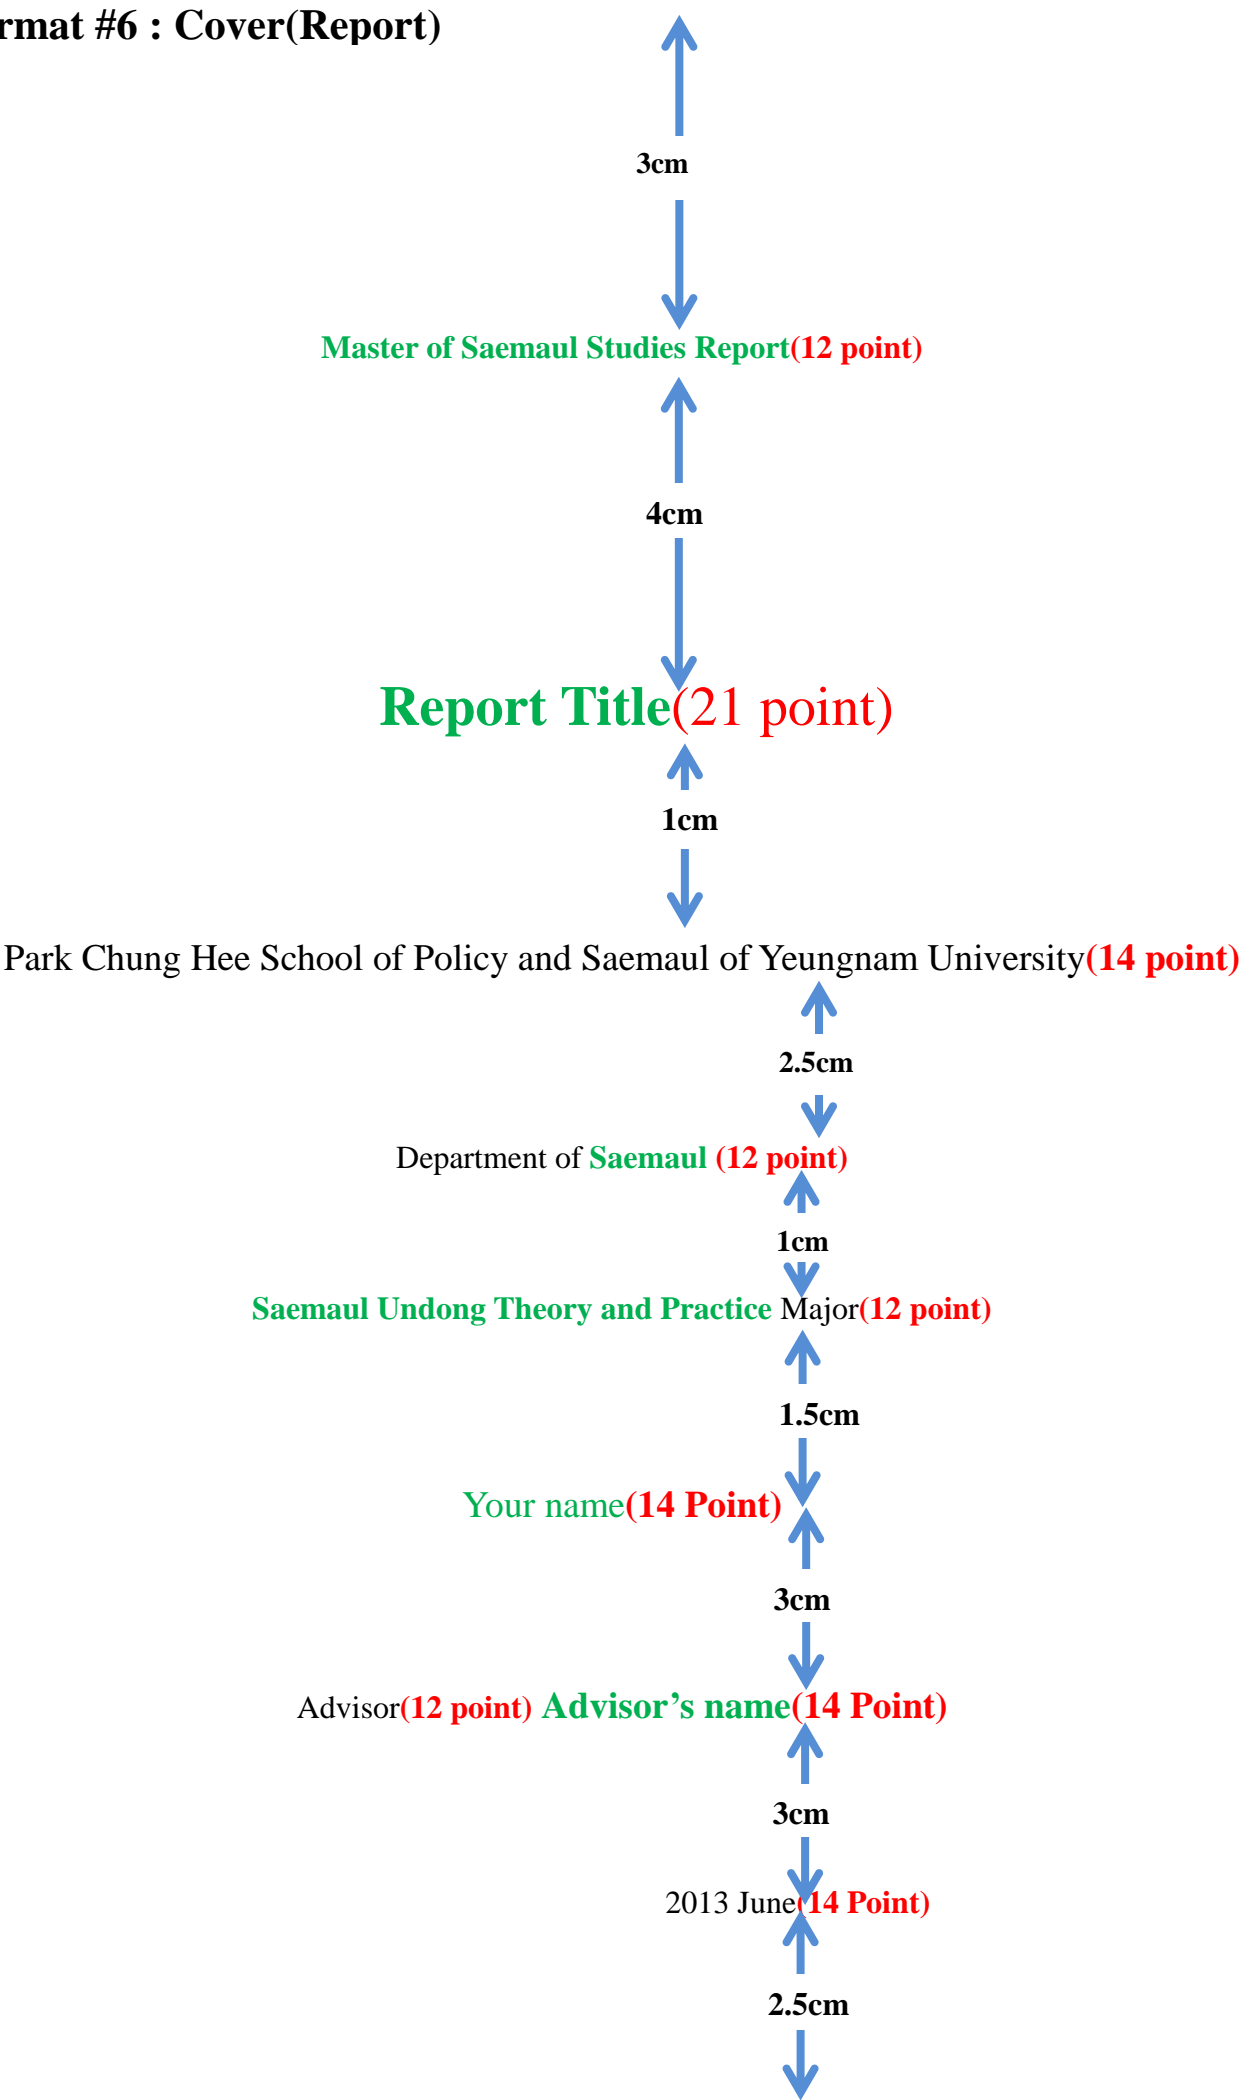 rmat #6 : Cover(Report)
3cm
Master of Saemaul Studies Report(12 point)
4cm
Report Title(21 point)
1cm
Park Chung Hee School of Policy and Saemaul of Yeungnam University(14 point)
2.5cm
Department of Saemaul (12 point)
1cm
Saemaul Undong Theory and Practice Major(12 point)
1.5cm
Your name(14 Point)
3cm
Advisor(12 point) Advisor’s name(14 Point)
3cm
2013 June(14 Point)
2.5cm